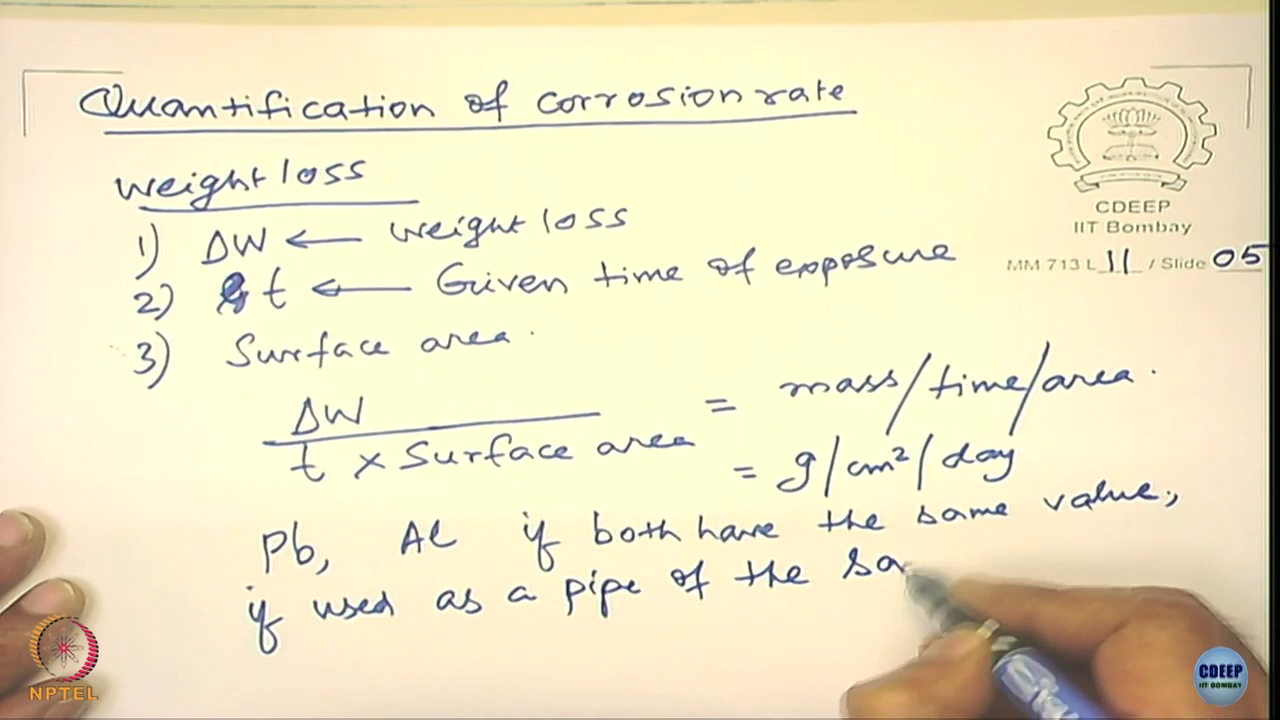 Quantification of corrosion rate
CDEEP
IIT Bombay
MM 713 L 11 / Slide 05
Weight loss
1) ΔW ← Weight loss
2) t ← Given time of exposure
3) Surface area.
ΔW / t × Surface area = mass/time/area.
= g/cm²/day
Pb, Al if both have the same value,
if used as a pipe of the sa
NPTEL
CDEEP
IIT BOMBAY